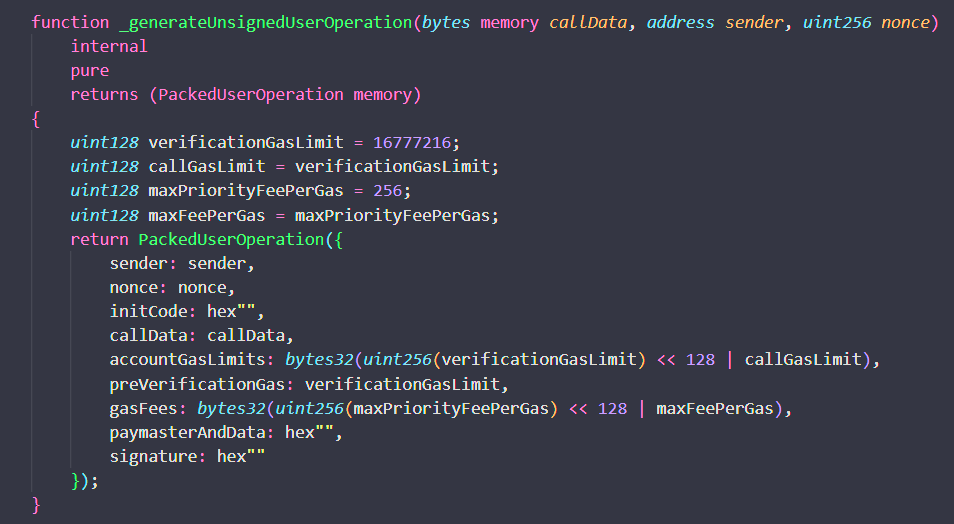 function _generateUnsignedUserOperation(bytes memory callData, address sender, uint256 nonce)
    internal
    pure
    returns (PackedUserOperation memory)
{
    uint128 verificationGasLimit = 16777216;
    uint128 callGasLimit = verificationGasLimit;
    uint128 maxPriorityFeePerGas = 256;
    uint128 maxFeePerGas = maxPriorityFeePerGas;
    return PackedUserOperation({
        sender: sender,
        nonce: nonce,
        initCode: hex"",
        callData: callData,
        accountGasLimits: bytes32(uint256(verificationGasLimit) << 128 | callGasLimit),
        preVerificationGas: verificationGasLimit,
        gasFees: bytes32(uint256(maxPriorityFeePerGas) << 128 | maxFeePerGas),
        paymasterAndData: hex"",
        signature: hex""
    });
}